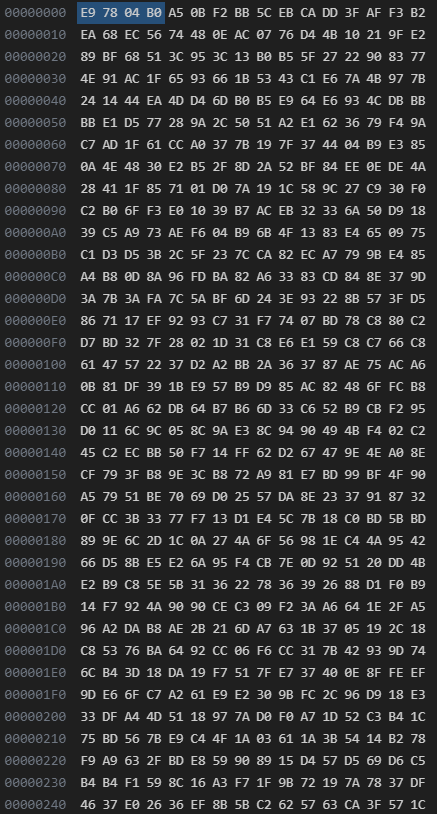 00000000 E9 78 04 B0 A5 0B F2 BB 5C EB CA DD 3F AF F3 B2
00000010 EA 68 EC 56 74 48 0E AC 07 76 D4 4B 10 21 9F E2
00000020 89 BF 68 51 3C 95 3C 13 B0 B5 5D 02 90 83 77
00000030 4E 91 AC 1F 65 93 66 1B 53 43 C1 E6 7A 4B 97 7B
00000040 24 14 44 EA 4D D4 6D B0 B5 E9 64 E6 93 4C DB BB
00000050 BB E1 D5 77 28 9A 2C 50 51 A2 E1 62 36 79 F4 9A
00000060 C7 AD 1F 61 CC A0 37 7B 19 7F 37 44 04 B9 E3 85
00000070 0A 4E 48 30 E2 B5 2F 8D 2A 52 BF 84 EE 0E DE 4A
00000080 28 41 1F 85 71 01 D0 7A 19 1C 58 9C 27 C9 30 F0
00000090 C2 B0 6F F3 E0 10 39 B7 AC EB 32 33 6A 50 D9 18
000000A0 39 C5 A9 73 AE F6 04 B9 6B 4F 13 83 E4 65 09 75
000000B0 C1 D3 D5 3B 2C 5F 23 7C CA 82 EC A7 79 9B E4 85
000000C0 A4 B8 0D 8A 96 FD BA 82 A6 33 83 CD 84 8E 37 9D
000000D0 3A 7B 3A FA 7C 5A BF 6D 24 3E 93 22 8B 57 3F D5
000000E0 86 71 17 EF 92 93 C7 31 F7 74 07 BD 78 C8 80 C2
000000F0 D7 BD 32 7F 28 02 1D 31 C8 E6 E1 59 C8 C7 66 C8
00000100 61 47 57 22 37 D2 A2 BB 2A 36 37 87 AE 75 AC A6
00000110 0B 81 DF 39 1B E9 57 B9 D9 85 AC 82 48 6F FC B8
00000120 CC 01 A6 62 DB 64 B7 B6 6D 33 C6 52 B9 CB F2 95
00000130 D0 11 6C 9C 05 8C 9A E3 8C 94 90 49 4B F4 02 C2
00000140 45 C2 EC BB 50 F7 14 FF 62 D2 67 47 9E 4E A0 8E
00000150 CF 79 3F B8 9E 3C B8 72 A9 81 E7 BD 99 BF 4F 90
00000160 A5 79 51 BE 70 69 D0 25 57 DA 8E 23 37 91 87 32
00000170 0F CC 3B 33 77 F7 13 D1 E4 5C 7B 18 C0 BD 5B BD
00000180 89 9E 6C 2D 1C 0A 27 4A 6F 56 98 1E C4 4A 95 42
00000190 66 D5 8B E5 E2 6A 95 F4 CB 7E 0D 92 51 20 DD 4B
000001A0 E2 B9 C8 5E 5B 31 36 22 78 36 39 26 88 D1 F0 B9
000001B0 14 F7 92 4A 90 90 CE C3 09 F2 3A A6 64 1E 2F A5
000001C0 96 A2 DA B8 AE 2B 21 6D A7 63 1B 37 05 19 2C 18
000001D0 C8 53 76 BA 64 92 CC 06 F6 CC 31 7B 42 93 9D 74
000001E0 6C B4 3D 18 DA 19 F7 51 7F E7 37 40 0E 8F FE EF
000001F0 9D E6 6F C7 A2 61 E9 E2 30 9B FC 2C 96 D9 18 E3
00000200 33 DF A4 4D 51 18 97 7A D0 F0 A7 1D 52 C3 B4 1C
00000210 75 BD 56 7B E9 C4 4F 1A 03 61 1A 3B 54 14 B2 78
00000220 F9 A9 63 2F BD E8 59 90 89 15 D4 57 D5 69 D6 C5
00000230 B4 B4 F1 59 8C 16 A3 F7 1F 9B 72 19 7A 78 37 DF
00000240 46 37 E0 26 36 EF 8B 5B C2 62 57 63 CA 3F 57 1C